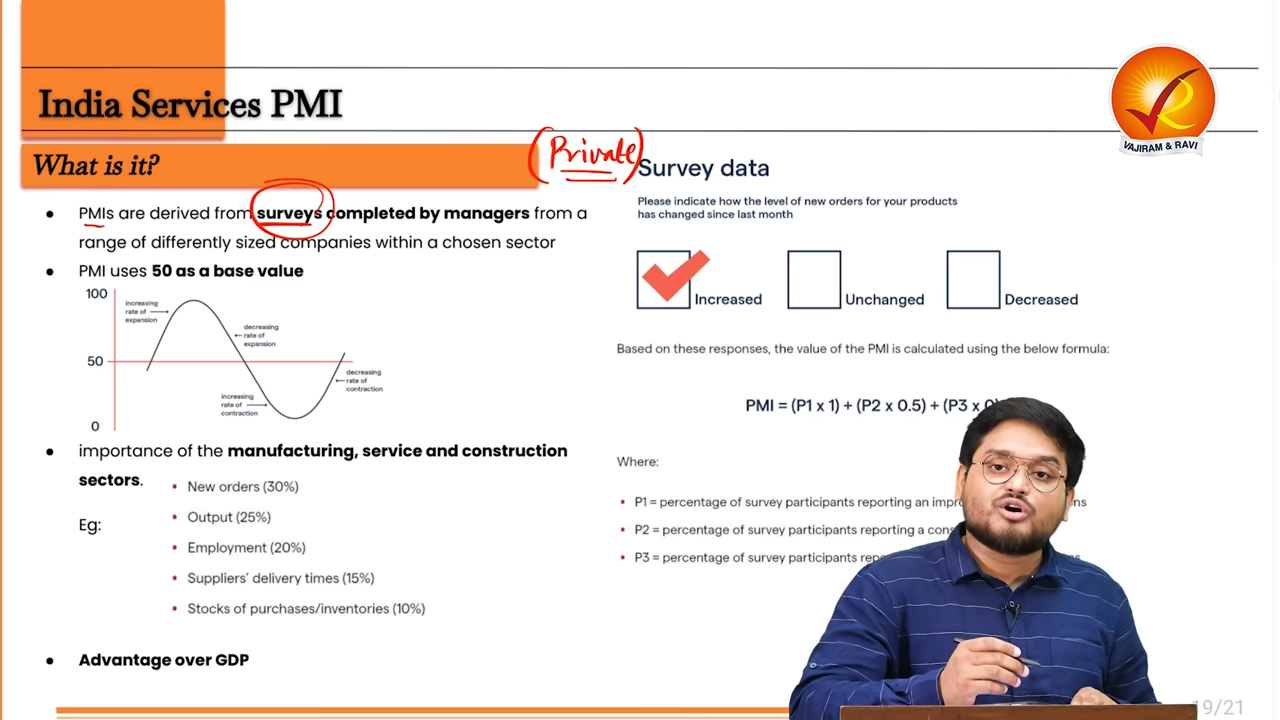 India Services PMI
VAJIRAM & RAVI
What is it?
(Private)
PMIs are derived from surveys completed by managers from a
range of differently sized companies within a chosen sector
PMI uses 50 as a base value
100
50
0
increasing
rate of
expansion
decreasing
rate of
expansion
increasing
rate of
contraction
decreasing
rate of
contraction
importance of the manufacturing, service and construction
sectors.
Eg:
New orders (30%)
Output (25%)
Employment (20%)
Suppliers' delivery times (15%)
Stocks of purchases/inventories (10%)
Advantage over GDP
Survey data
Please indicate how the level of new orders for your products
has changed since last month
Increased
Unchanged
Decreased
Based on these responses, the value of the PMI is calculated using the below formula:
PMI = (P1 x 1) + (P2 x 0.5) + (P3 x 0)
Where:
P1 = percentage of survey participants reporting an
P2 = percentage of survey participants reporting a
P3 = percentage of survey participants
19/21